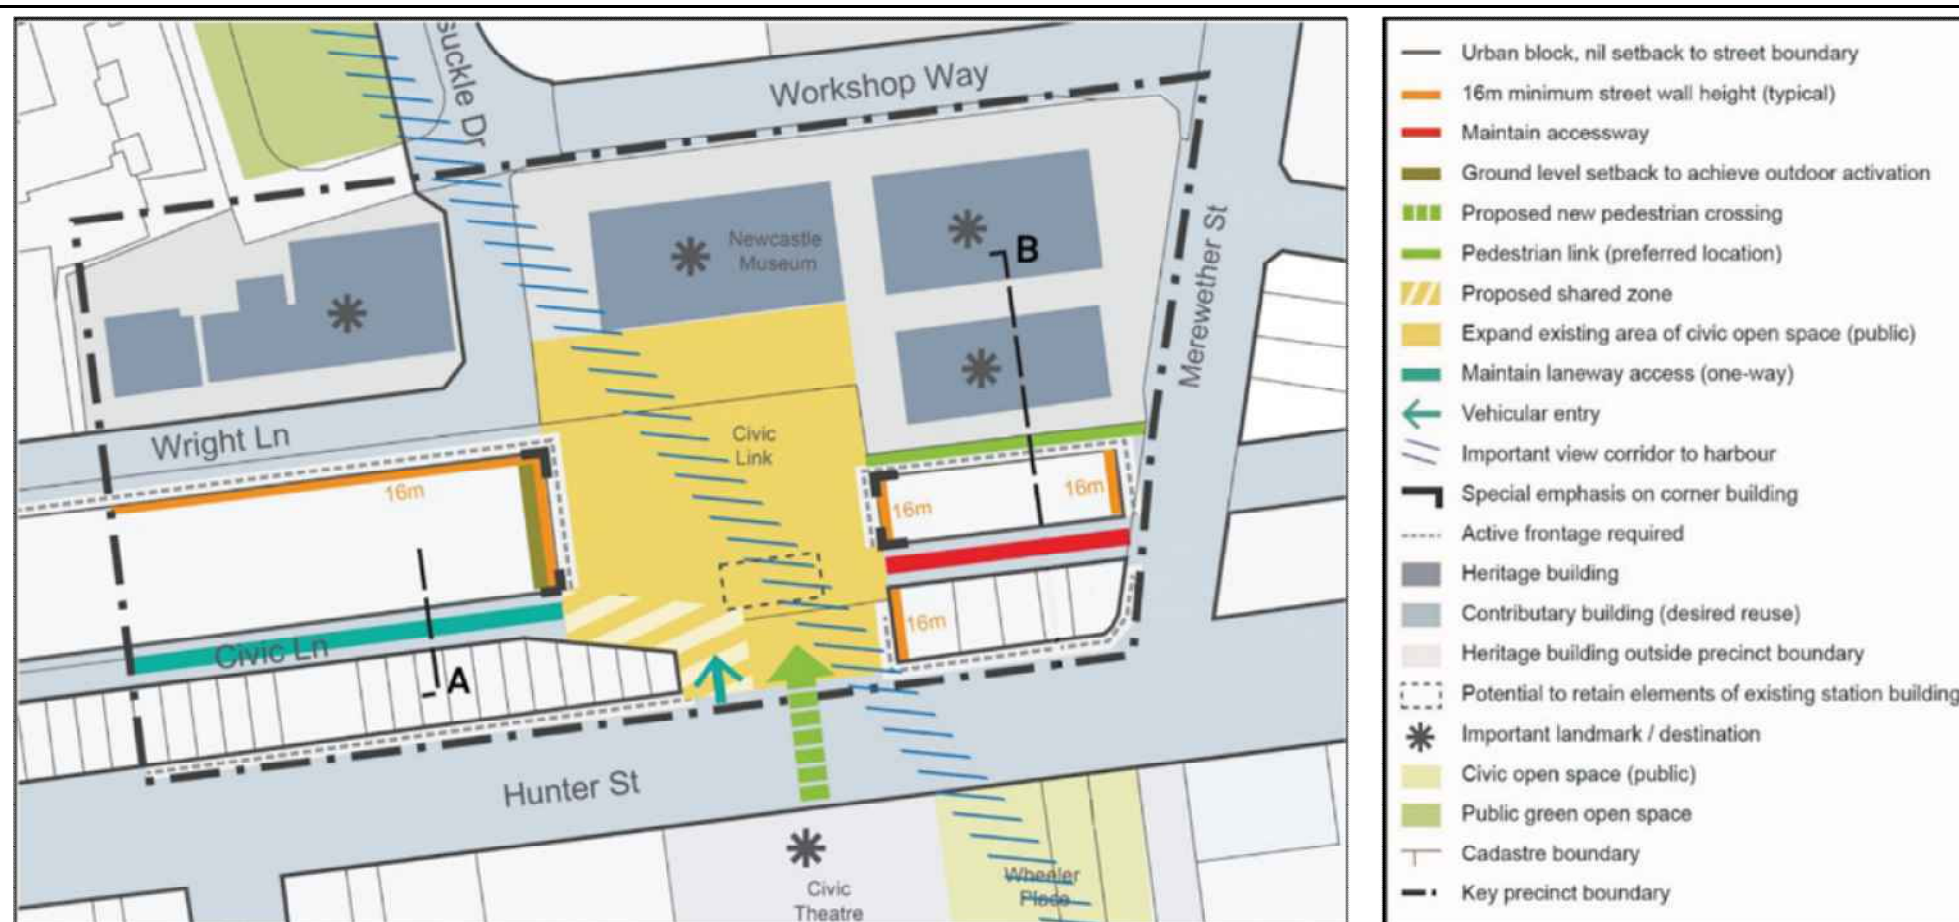 suckle Dr
Workshop Way
Newcastle
Museum
B
Merewether St
Wright Ln
Civic
Link
16m
16m
16m
16m
Civic Ln
A
Hunter St
Civic
Theatre
Wheeler
Place
Urban block, nil setback to street boundary
16m minimum street wall height (typical)
Maintain accessway
Ground level setback to achieve outdoor activation
Proposed new pedestrian crossing
Pedestrian link (preferred location)
Proposed shared zone
Expand existing area of civic open space (public)
Maintain laneway access (one-way)
Vehicular entry
Important view corridor to harbour
Special emphasis on corner building
Active frontage required
Heritage building
Contributary building (desired reuse)
Heritage building outside precinct boundary
Potential to retain elements of existing station building
Important landmark / destination
Civic open space (public)
Public green open space
Cadastre boundary
Key precinct boundary